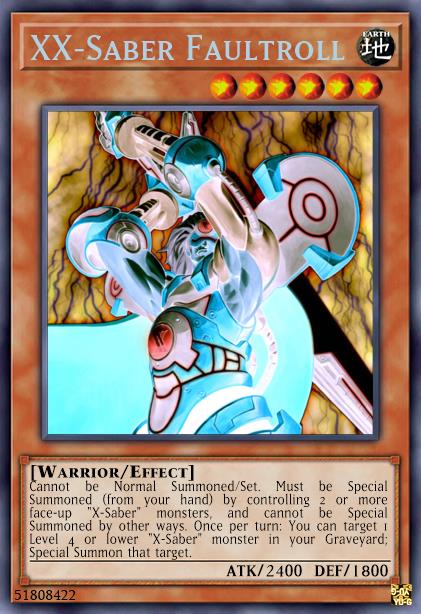 XX-Saber Faultroll
EARTH
地
[Warrior/Effect]
Cannot be Normal Summoned/Set. Must be Special
Summoned (from your hand) by controlling 2 or more
face-up "X-Saber" monsters, and cannot be Special
Summoned by other ways. Once per turn: You can target 1
Level 4 or lower "X-Saber" monster in your Graveyard;
Special Summon that target.
ATK/2400 DEF/1800
51808422